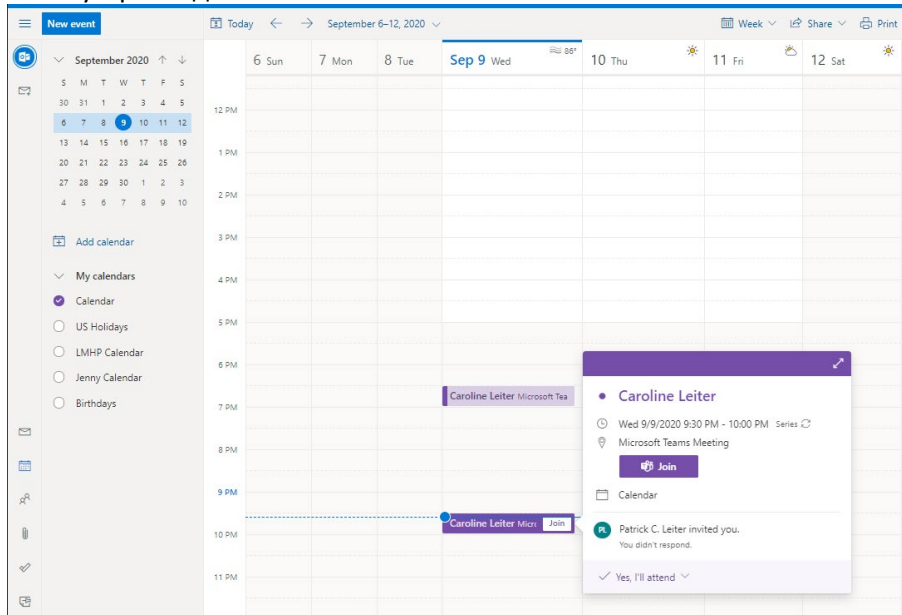 New event
Today
September 6–12, 2020
Week
Share
Print
September 2020
S M T W T F S
30 31 1 2 3 4 5
6 7 8 9 10 11 12
13 14 15 16 17 18 19
20 21 22 23 24 25 26
27 28 29 30 1 2 3
4 5 6 7 8 9 10
Add calendar
My calendars
Calendar
US Holidays
LMHP Calendar
Jenny Calendar
Birthdays
6 Sun
7 Mon
8 Tue
Sep 9 Wed
86°
10 Thu
11 Fri
12 Sat
12 PM
1 PM
2 PM
3 PM
4 PM
5 PM
6 PM
7 PM
8 PM
9 PM
10 PM
11 PM
Caroline Leiter Microsoft Tea
Caroline Leiter Micr
Join
Caroline Leiter
Wed 9/9/2020 9:30 PM - 10:00 PM Series
Microsoft Teams Meeting
Join
Calendar
PL
Patrick C. Leiter invited you.
You didn't respond.
Yes, I'll attend